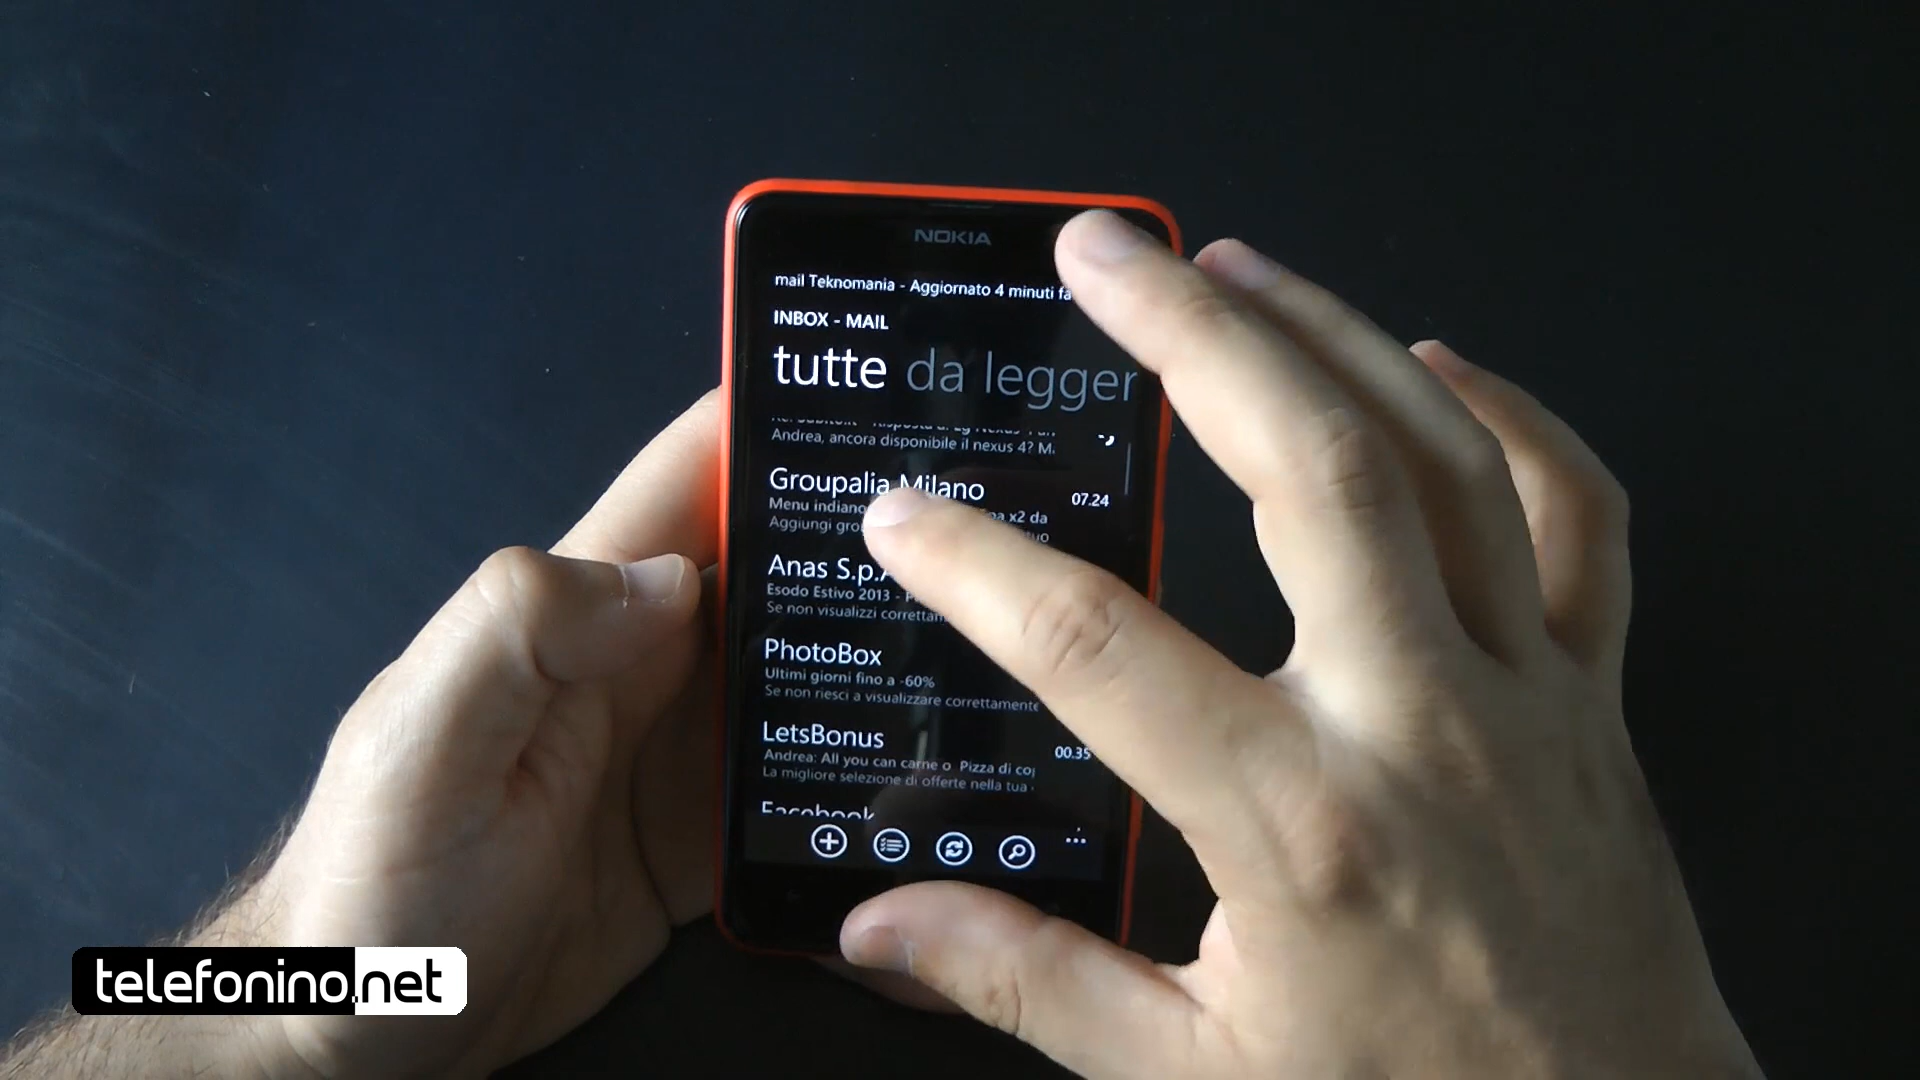 NOKIA
mail Teknomania - Aggiornato 4 minuti fa
INBOX - MAIL
tutte da legger
Andrea, ancora disponibile il nexus 4? M
Groupalia Milano
07.24
Menu indiano x2 da
Aggiungi tuo
Anas S.p.A
Esodo Estivo 2013 -
Se non visualizzi correttam
PhotoBox
Ultimi giorni fino a -60%
Se non riesci a visualizzare correttamente
LetsBonus
00.35
Andrea: All you can carne o Pizza di
La migliore selezione di offerte nella tua
Facebook
telefonino.net